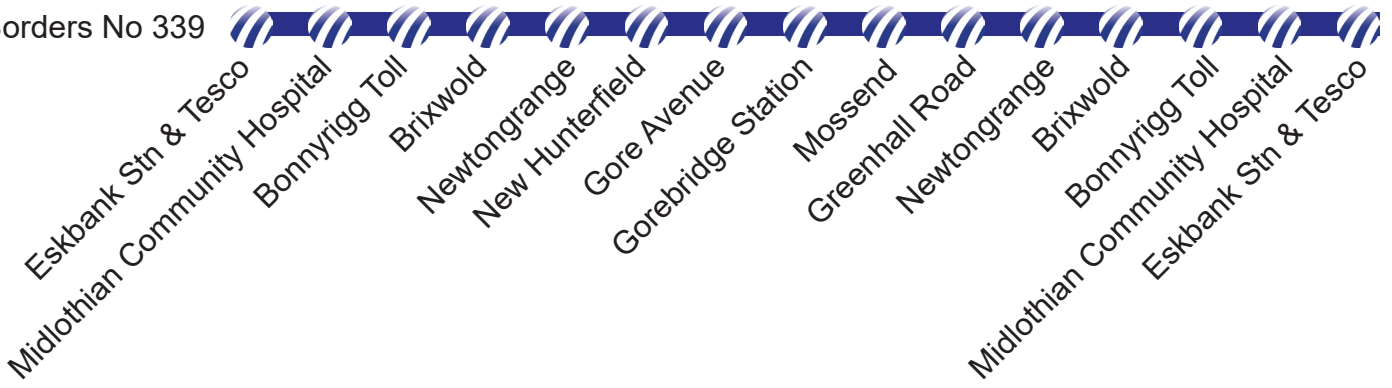 orders No 339
Eskbank Stn & Tesco
Midlothian Community Hospital
Bonnyrigg Toll
Brixwold
Newtongrange
New Hunterfield
Gore Avenue
Gorebridge Station
Mossend
Greenhall Road
Newtongrange
Brixwold
Bonnyrigg Toll
Midlothian Community Hospital
Eskbank Stn & Tesco